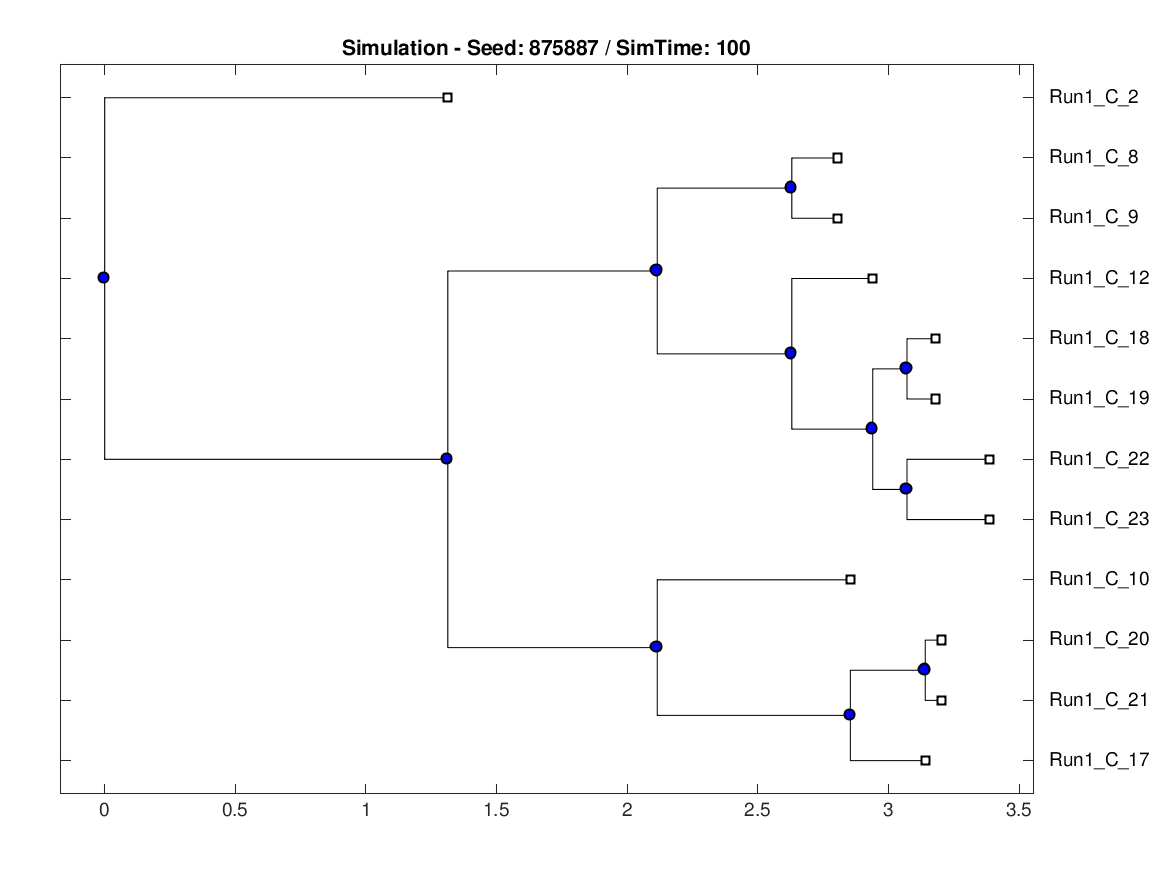 Simulation - Seed: 875887 / SimTime: 100
Run1_C_2
Run1_C_8
Run1_C_9
Run1_C_12
Run1_C_18
Run1_C_19
Run1_C_22
Run1_C_23
Run1_C_10
Run1_C_20
Run1_C_21
Run1_C_17
0 0.5 1 1.5 2 2.5 3 3.5